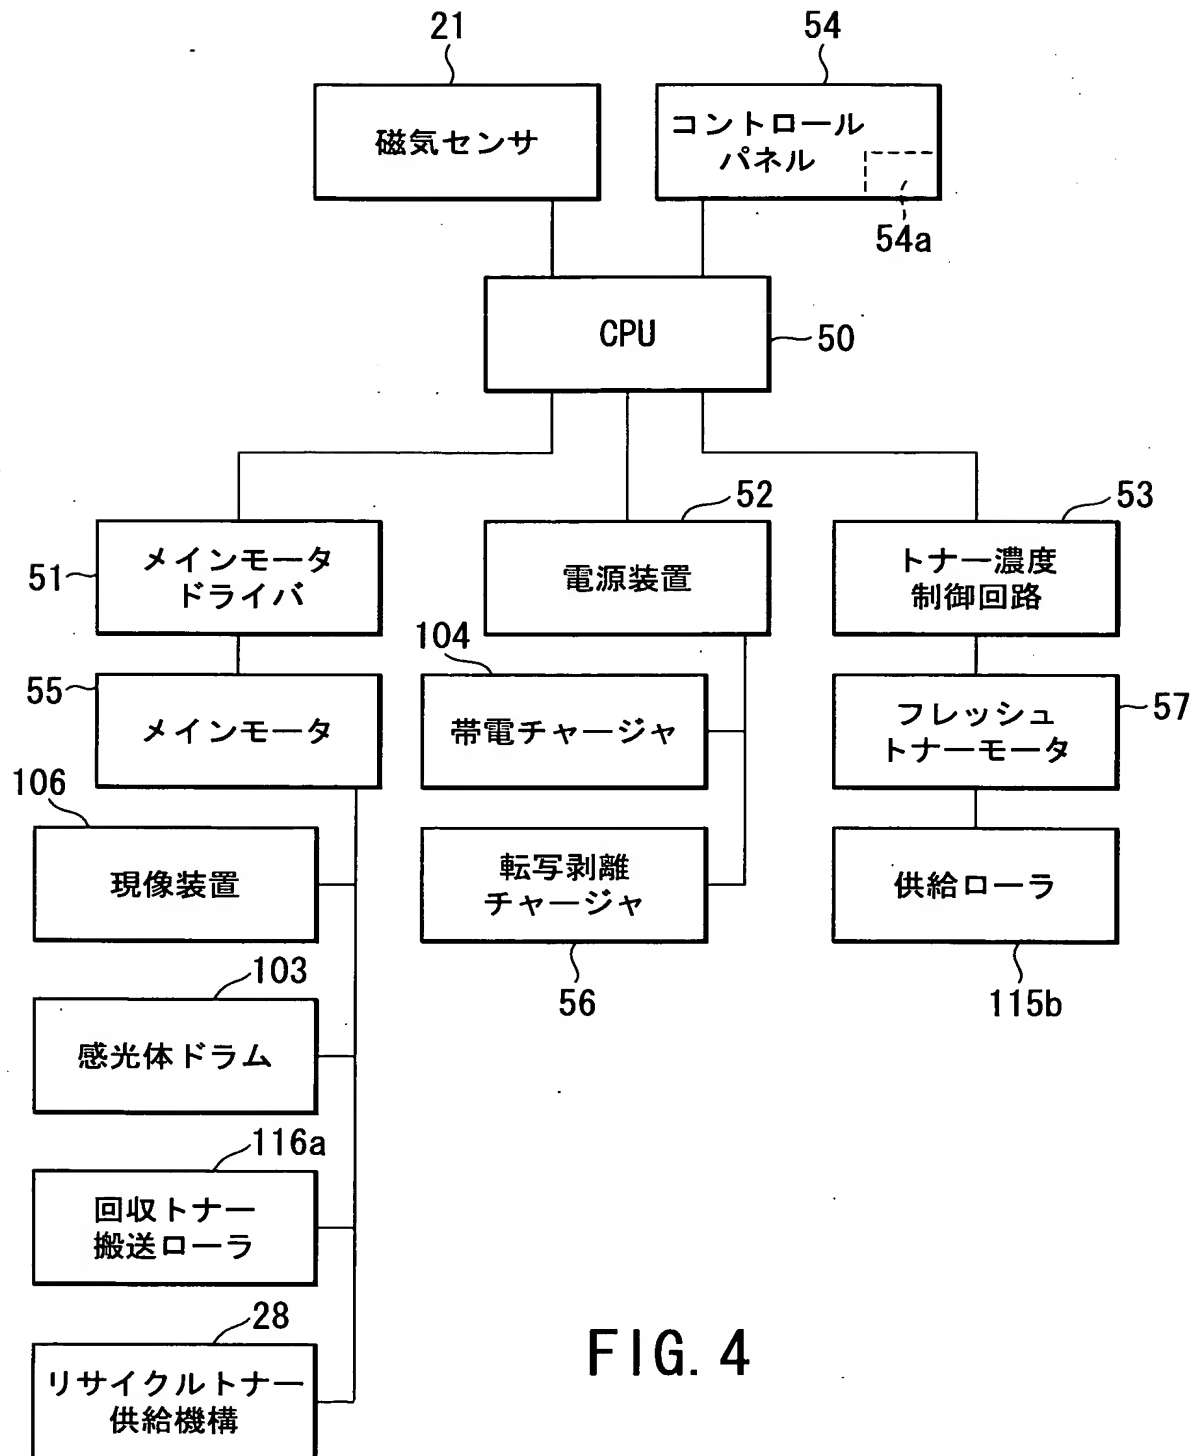 21
54
磁気センサ
コントロール
パネル
54a
CPU
50
52
53
51
メインモータ
ドライバ
電源装置
トナー濃度
制御回路
104
55
メインモータ
帯電チャージャ
フレッシュ
トナーモータ
57
106
現像装置
転写剥離
チャージャ
供給ローラ
56
115b
103
感光体ドラム
116a
回収トナー
搬送ローラ
28
リサイクルトナー
供給機構
FIG. 4